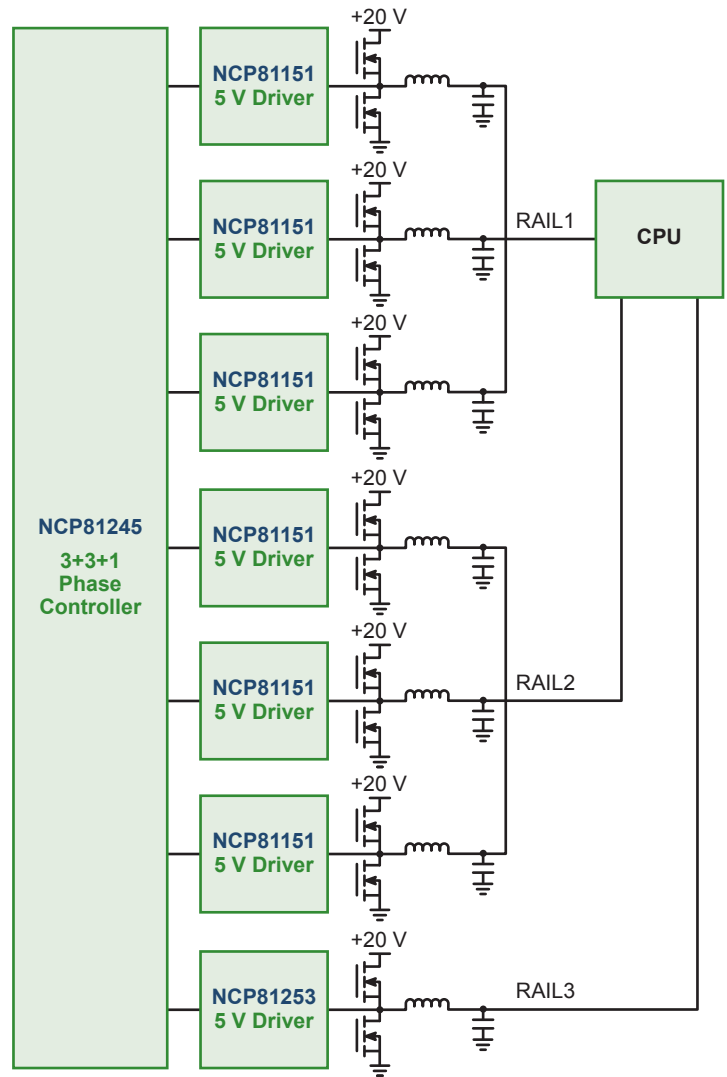 +20 V
NCP81151
5 V Driver
+20 V
NCP81151
5 V Driver
RAIL1
CPU
+20 V
NCP81151
5 V Driver
+20 V
NCP81151
5 V Driver
NCP81245
3+3+1
Phase
Controller
+20 V
NCP81151
5 V Driver
RAIL2
+20 V
NCP81151
5 V Driver
+20 V
NCP81253
5 V Driver
RAIL3